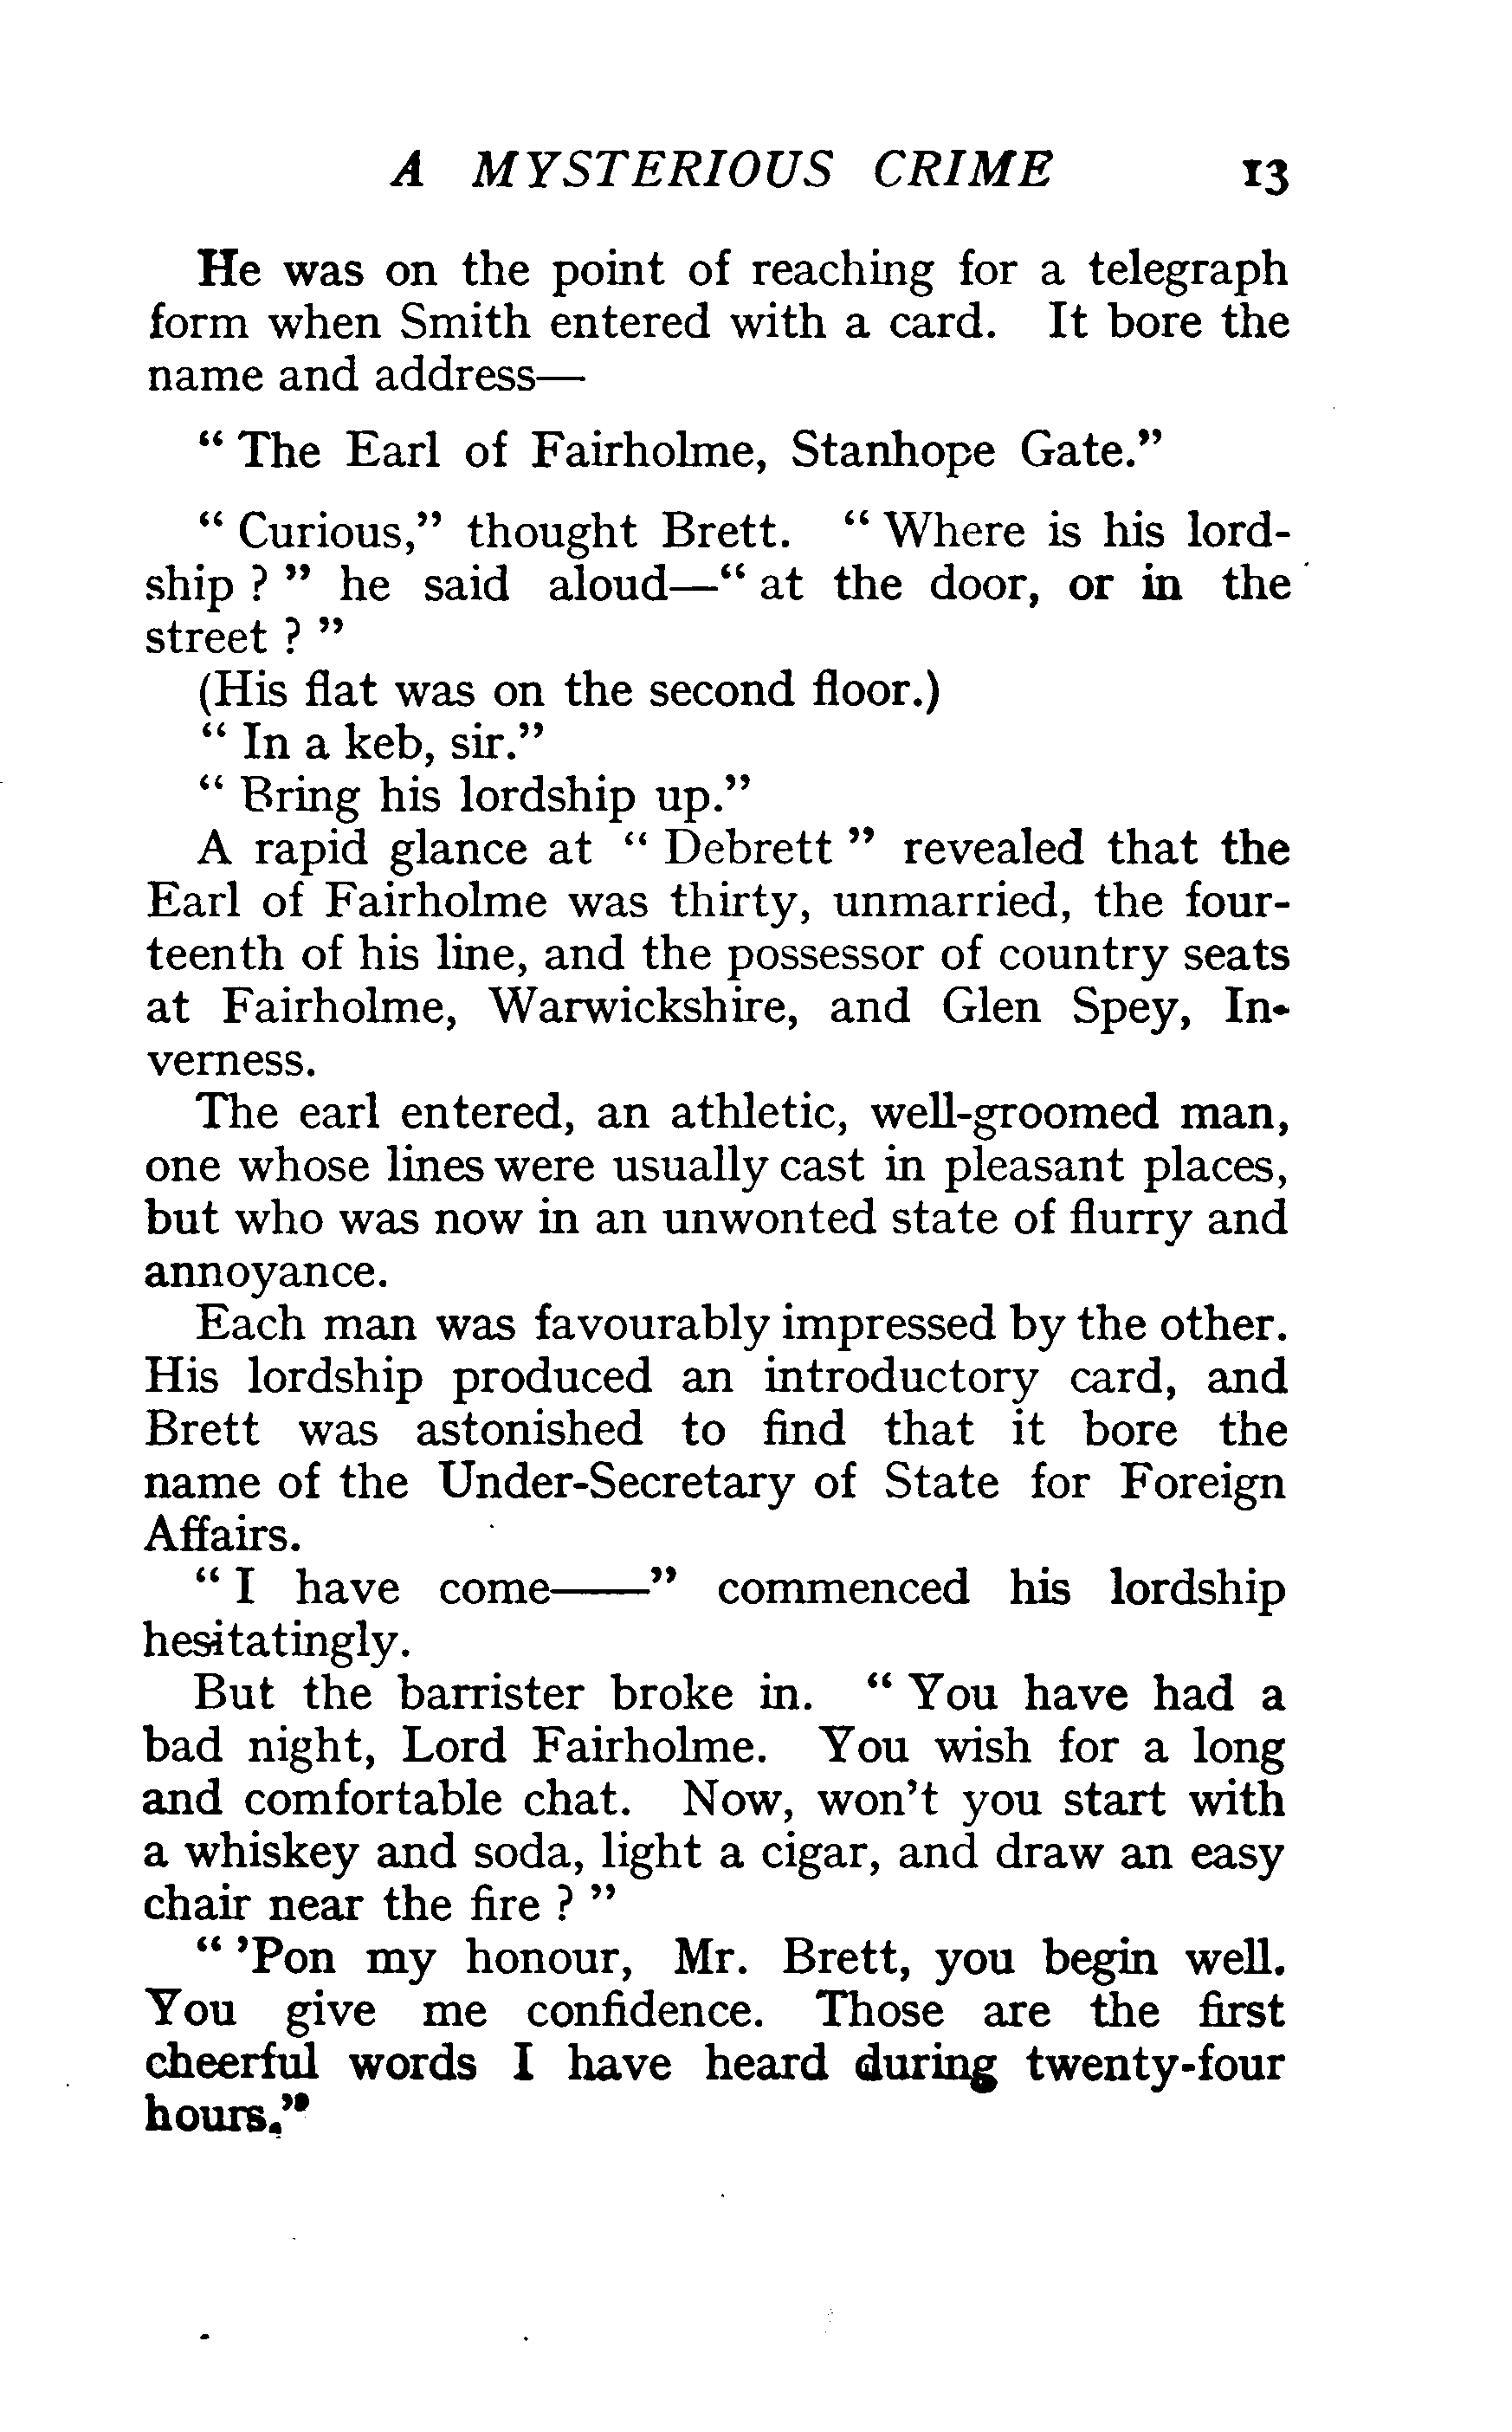 A MYSTERIOUS CRIME 13
He was on the point of reaching for a telegraph
form when Smith entered with a card. It bore the
name and address—
“ The Earl of Fairholme, Stanhope Gate.”
“ Curious,” thought Brett. “ Where is his lord-
ship ? ” he said aloud—“ at the door, or in the
street ? ”
(His flat was on the second floor.)
“ In a keb, sir.”
“ Bring his lordship up.”
A rapid glance at “ Debrett ” revealed that the
Earl of Fairholme was thirty, unmarried, the four-
teenth of his line, and the possessor of country seats
at Fairholme, Warwickshire, and Glen Spey, In-
verness.
The earl entered, an athletic, well-groomed man,
one whose lines were usually cast in pleasant places,
but who was now in an unwonted state of flurry and
annoyance.
Each man was favourably impressed by the other.
His lordship produced an introductory card, and
Brett was astonished to find that it bore the
name of the Under-Secretary of State for Foreign
Affairs.
“ I have come——” commenced his lordship
hesitatingly.
But the barrister broke in. “ You have had a
bad night, Lord Fairholme. You wish for a long
and comfortable chat. Now, won’t you start with
a whiskey and soda, light a cigar, and draw an easy
chair near the fire ? ”
“ ’Pon my honour, Mr. Brett, you begin well.
You give me confidence. Those are the first
cheerful words I have heard during twenty-four
hours.”